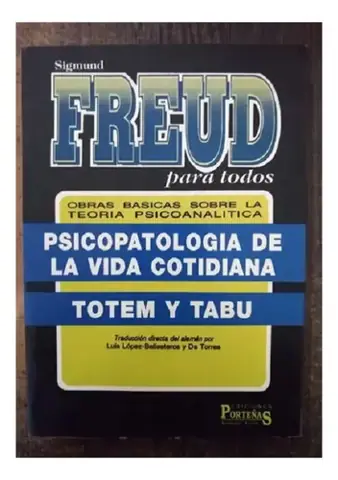 Sigmund
FREUD
para todos
OBRAS BASICAS SOBRE LA
TEORIA PSICOANALITICA
PSICOPATOLOGIA DE
LA VIDA COTIDIANA
TOTEM Y TABU
Traducción directa del alemán por
Luis López-Ballesteros y De Torres
EDICIONES
PORTEÑAS